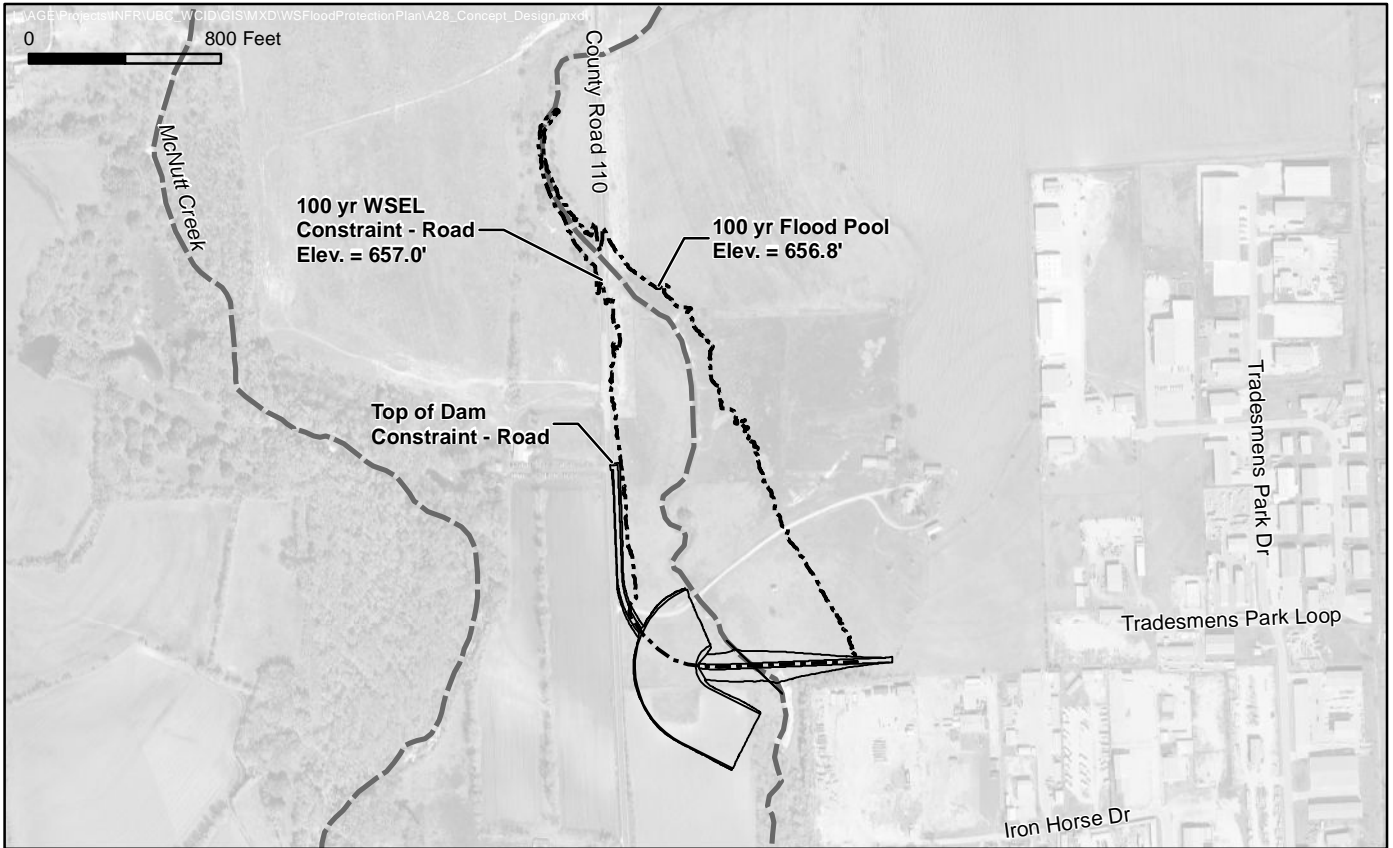 L:\AGE\Projects\INFR\UBC_WCID\GIS\MXD\WSFloodProtectionPlan\A28_Concept_Design.mxd
0 800 Feet
County Road 110
McNutt Creek
100 yr WSEL
Constraint - Road
Elev. = 657.0'
100 yr Flood Pool
Elev. = 656.8'
Top of Dam
Constraint - Road
Tradesmens Park Dr
Tradesmens Park Loop
Iron Horse Dr